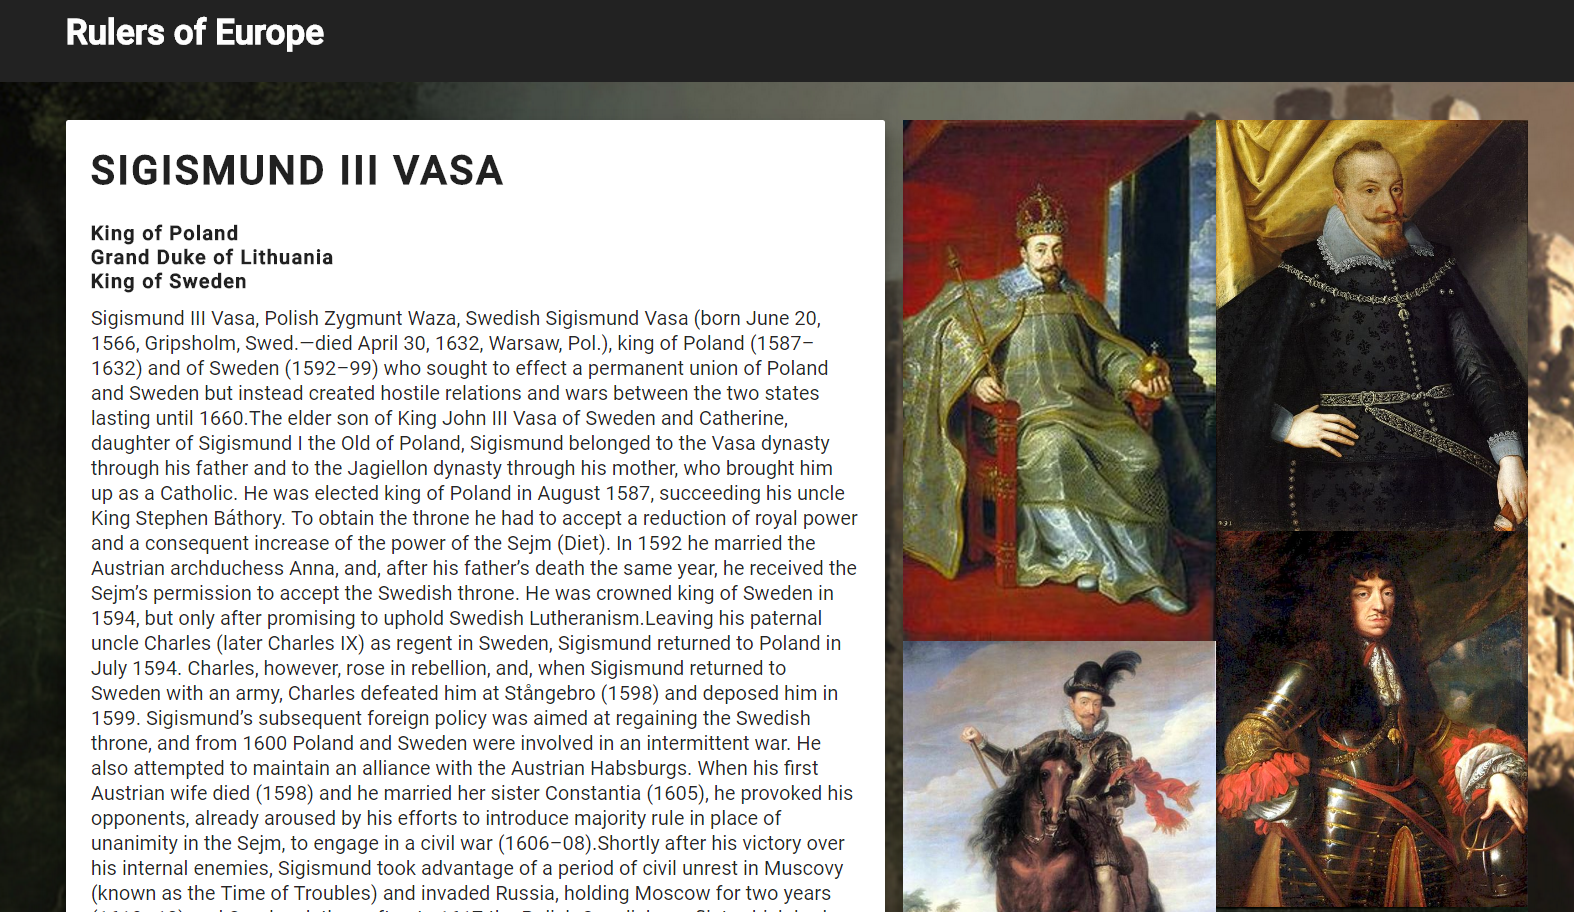 Rulers of Europe
SIGISMUND III VASA
King of Poland
Grand Duke of Lithuania
King of Sweden
Sigismund III Vasa, Polish Zygmunt Waza, Swedish Sigismund Vasa (born June 20,
1566, Gripsholm, Swed.—died April 30, 1632, Warsaw, Pol.), king of Poland (1587–
1632) and of Sweden (1592–99) who sought to effect a permanent union of Poland
and Sweden but instead created hostile relations and wars between the two states
lasting until 1660.The elder son of King John III Vasa of Sweden and Catherine,
daughter of Sigismund I the Old of Poland, Sigismund belonged to the Vasa dynasty
through his father and to the Jagiellon dynasty through his mother, who brought him
up as a Catholic. He was elected king of Poland in August 1587, succeeding his uncle
King Stephen Báthory. To obtain the throne he had to accept a reduction of royal power
and a consequent increase of the power of the Sejm (Diet). In 1592 he married the
Austrian archduchess Anna, and, after his father’s death the same year, he received the
Sejm’s permission to accept the Swedish throne. He was crowned king of Sweden in
1594, but only after promising to uphold Swedish Lutheranism.Leaving his paternal
uncle Charles (later Charles IX) as regent in Sweden, Sigismund returned to Poland in
July 1594. Charles, however, rose in rebellion, and, when Sigismund returned to
Sweden with an army, Charles defeated him at Stångebro (1598) and deposed him in
1599. Sigismund’s subsequent foreign policy was aimed at regaining the Swedish
throne, and from 1600 Poland and Sweden were involved in an intermittent war. He
also attempted to maintain an alliance with the Austrian Habsburgs. When his first
Austrian wife died (1598) and he married her sister Constantia (1605), he provoked his
opponents, already aroused by his efforts to introduce majority rule in place of
unanimity in the Sejm, to engage in a civil war (1606–08).Shortly after his victory over
his internal enemies, Sigismund took advantage of a period of civil unrest in Muscovy
(known as the Time of Troubles) and invaded Russia, holding Moscow for two years